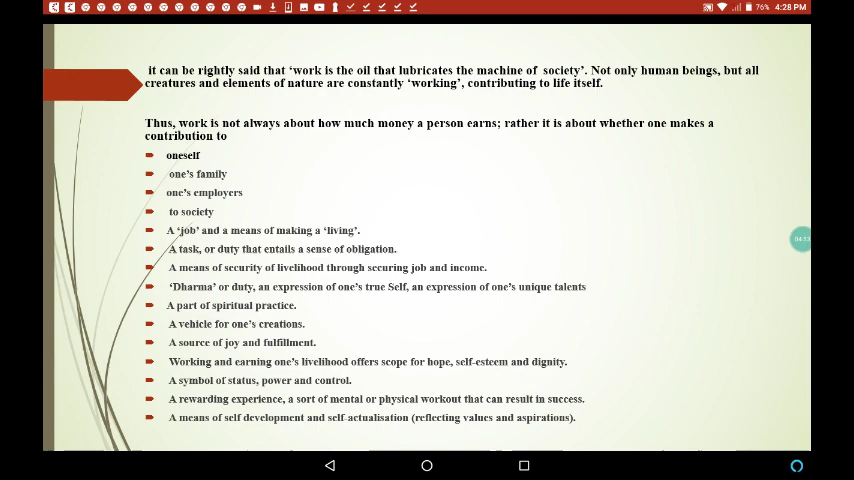 76% 4:28 PM
it can be rightly said that ‘work is the oil that lubricates the machine of society’. Not only human beings, but all
creatures and elements of nature are constantly ‘working’, contributing to life itself.
Thus, work is not always about how much money a person earns; rather it is about whether one makes a
contribution to
oneself
one’s family
one’s employers
to society
A ‘job’ and a means of making a ‘living’.
A task, or duty that entails a sense of obligation.
A means of security of livelihood through securing job and income.
‘Dharma’ or duty, an expression of one’s true Self, an expression of one’s unique talents
A part of spiritual practice.
A vehicle for one’s creations.
A source of joy and fulfillment.
Working and earning one’s livelihood offers scope for hope, self-esteem and dignity.
A symbol of status, power and control.
A rewarding experience, a sort of mental or physical workout that can result in success.
A means of self development and self-actualisation (reflecting values and aspirations).